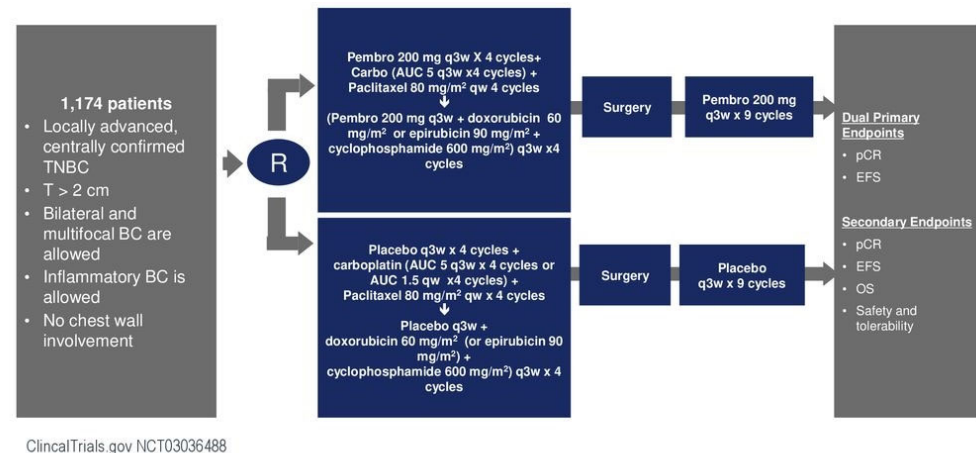 1,174 patients
• Locally advanced,
centrally confirmed
TNBC
• T > 2 cm
• Bilateral and
multifocal BC are
allowed
• Inflammatory BC is
allowed
• No chest wall
involvement
R
Pembro 200 mg q3w X 4 cycles+
Carbo (AUC 5 q3w x4 cycles) +
Paclitaxel 80 mg/m² qw 4 cycles
↓
(Pembro 200 mg q3w + doxorubicin 60
mg/m² or epirubicin 90 mg/m² +
cyclophosphamide 600 mg/m²) q3w x4
cycles
Surgery
Pembro 200 mg
q3w x 9 cycles
Placebo q3w x 4 cycles +
carboplatin (AUC 5 q3w x 4 cycles or
AUC 1.5 qw x4 cycles) +
Paclitaxel 80 mg/m² qw x 4 cycles
↓
Placebo q3w +
doxorubicin 60 mg/m² (or epirubicin 90
mg/m²) +
cyclophosphamide 600 mg/m²) q3w x 4
cycles
Surgery
Placebo
q3w x 9 cycles
Dual Primary
Endpoints
• pCR
• EFS
Secondary Endpoints
• pCR
• EFS
• OS
• Safety and
tolerability
ClincalTrials.gov NCT03036488